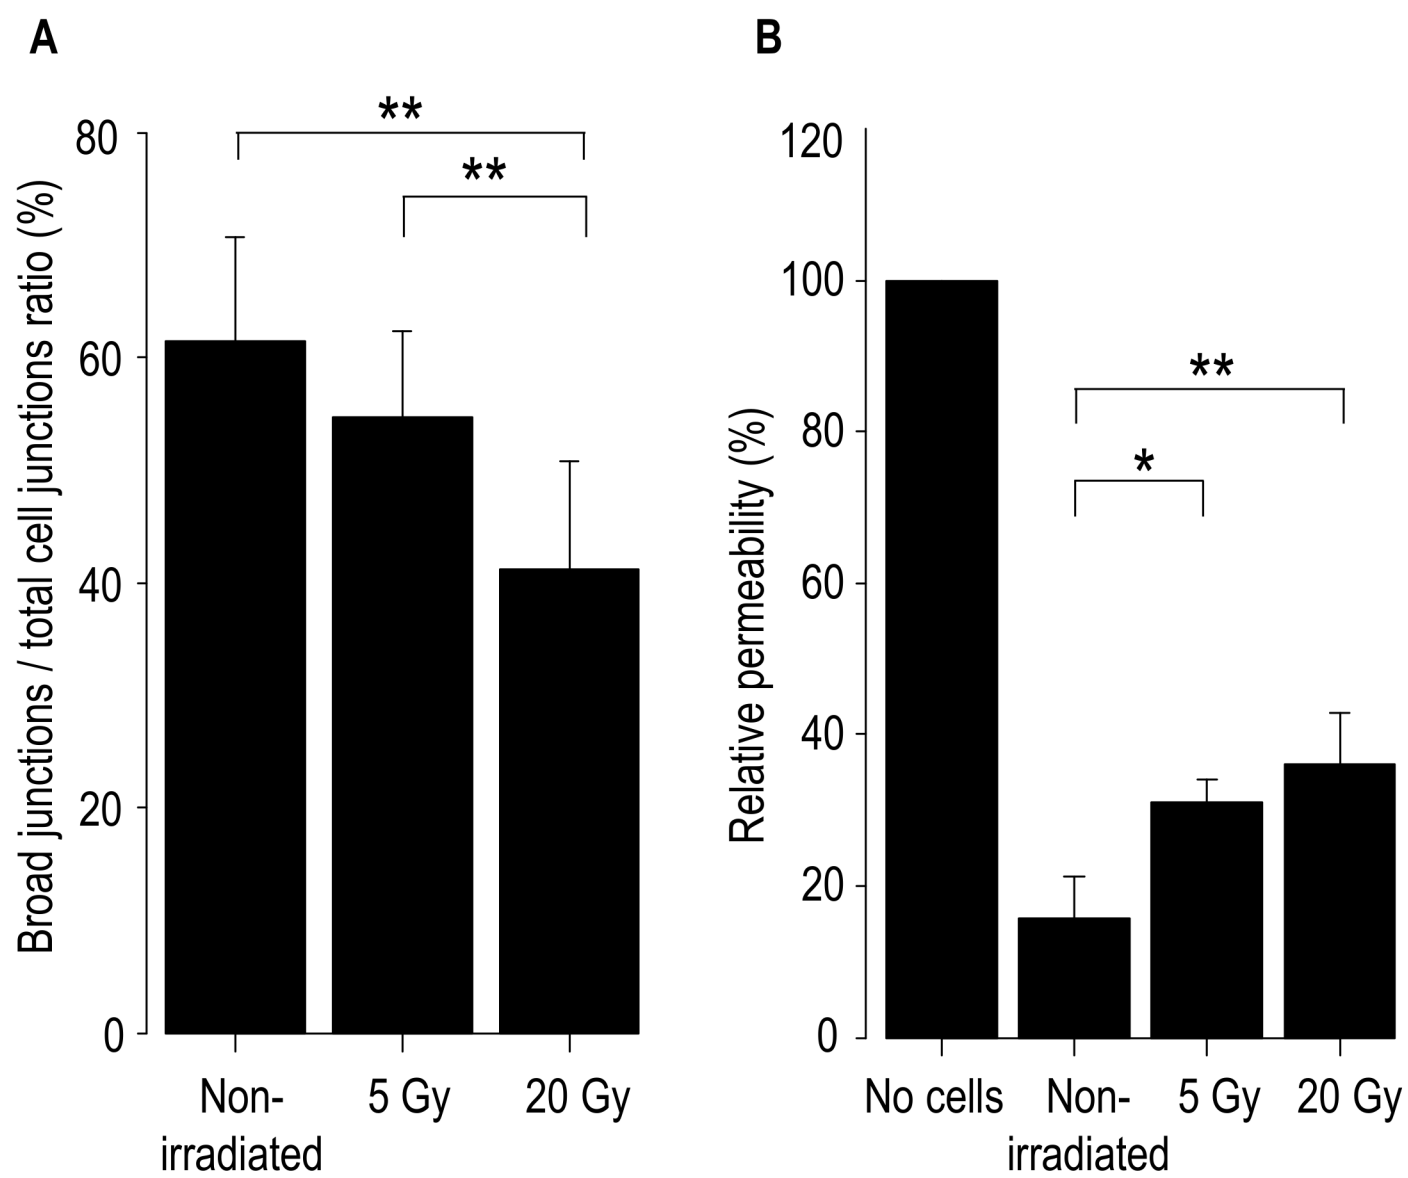 A
Broad junctions / total cell junctions ratio (%)
80
60
40
20
0
**
**
Non-
irradiated
5 Gy
20 Gy
B
Relative permeability (%)
120
100
80
60
40
20
0
**
*
No cells
Non-
irradiated
5 Gy
20 Gy